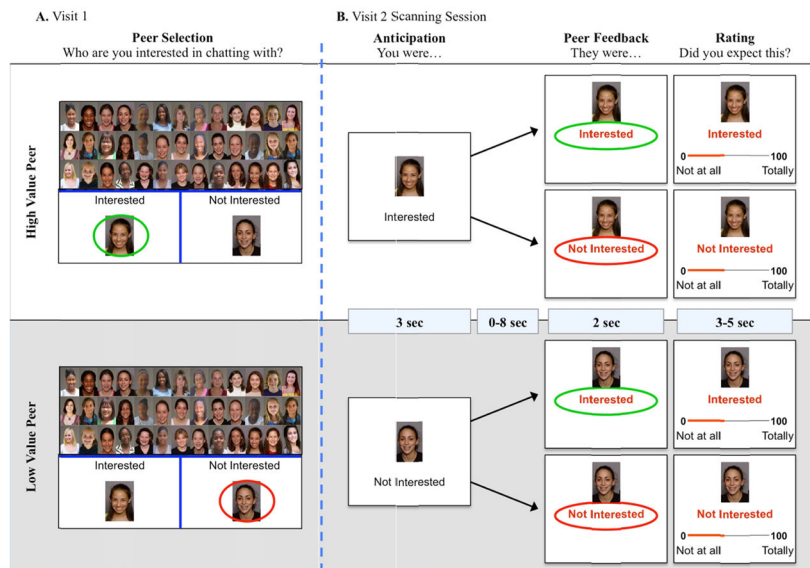 A. Visit 1
Peer Selection
Who are you interested in chatting with?
B. Visit 2 Scanning Session
Anticipation
You were…
Peer Feedback
They were…
Rating
Did you expect this?
High Value Peer
Interested
Not Interested
Interested
Interested
Interested
0
100
Not at all
Totally
Not Interested
Not Interested
0
100
Not at all
Totally
3 sec
0-8 sec
2 sec
3-5 sec
Low Value Peer
Interested
Not Interested
Not Interested
Interested
Interested
0
100
Not at all
Totally
Not Interested
Not Interested
0
100
Not at all
Totally